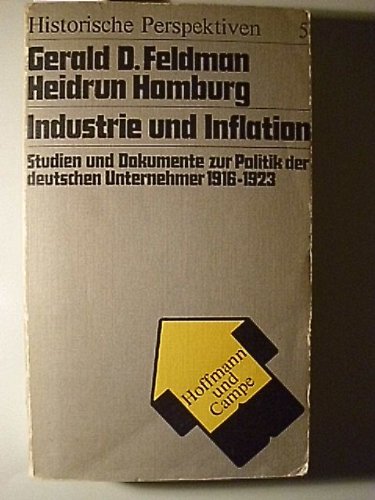 Historische Perspektiven 5
Gerald D. Feldman
Heidrun Homburg
Industrie und Inflation
Studien und Dokumente zur Politik der
deutschen Unternehmer 1916-1923
Hoffmann
und
Campe